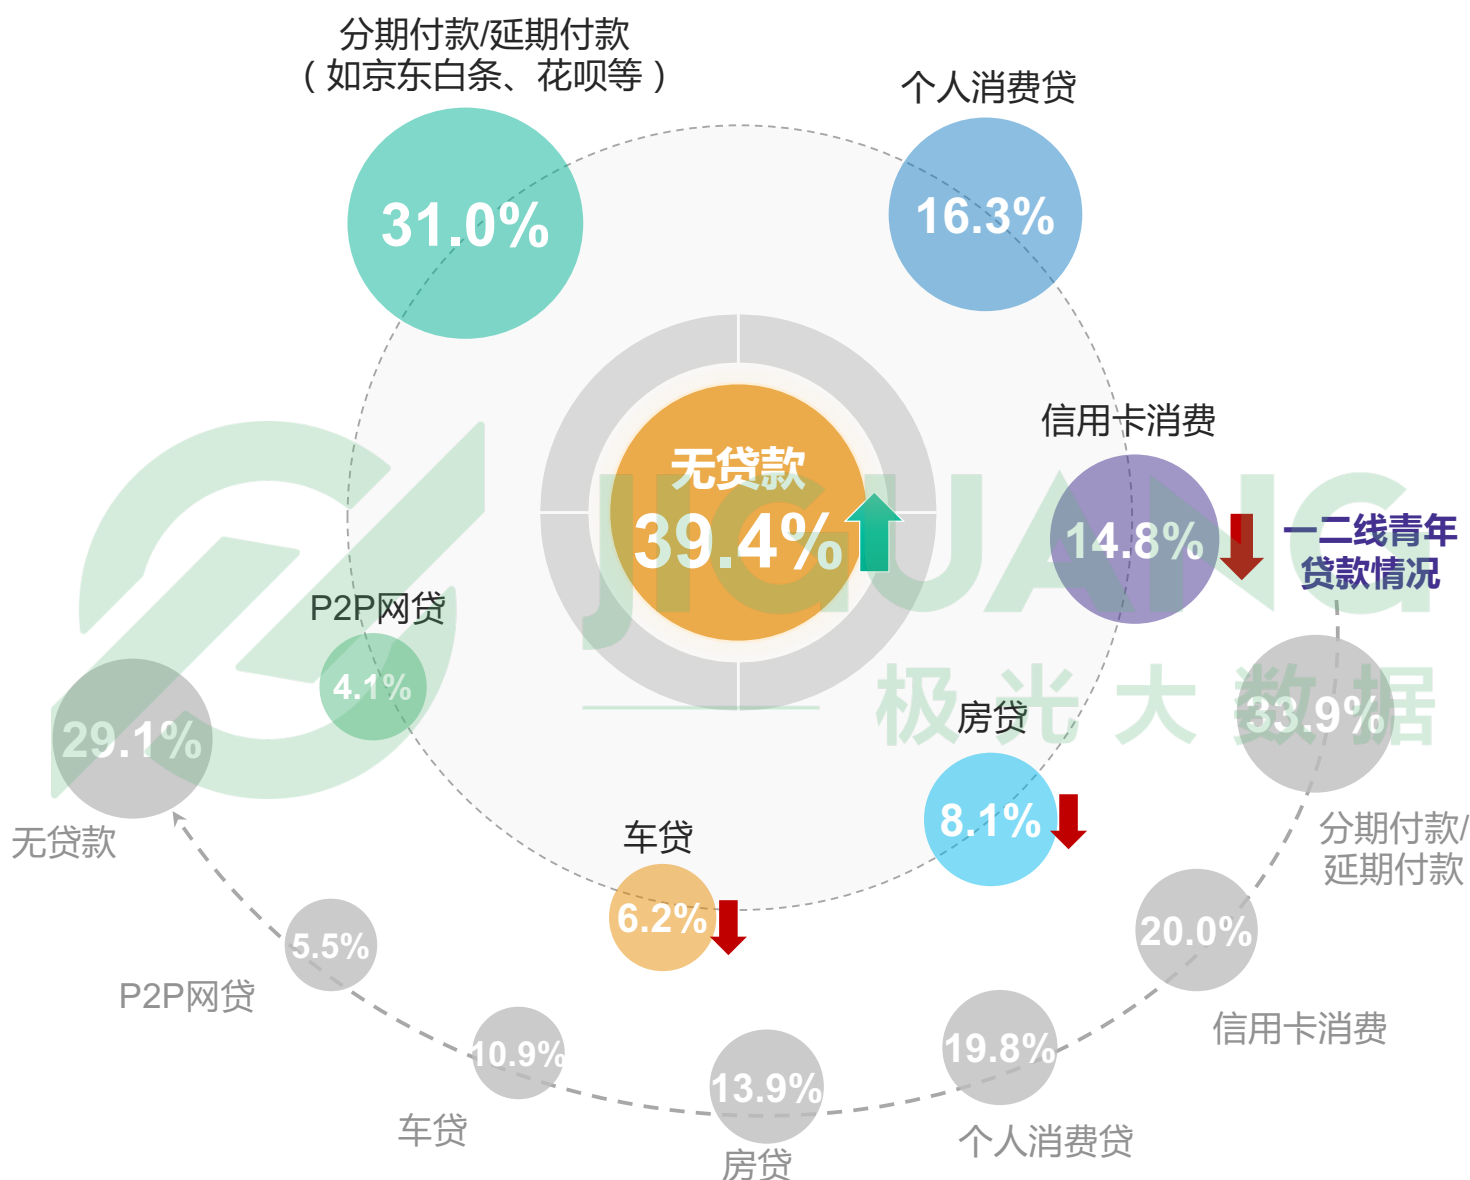 分期付款/延期付款
（如京东白条、花呗等）
31.0%
个人消费贷
16.3%
无贷款
39.4%
信用卡消费
14.8%
一二线青年
贷款情况
P2P网贷
4.1%
房贷
8.1%
车贷
6.2%
33.9%
分期付款/
延期付款
20.0%
信用卡消费
19.8%
个人消费贷
13.9%
房贷
10.9%
车贷
5.5%
P2P网贷
29.1%
无贷款
JIGUANG
极光大数据